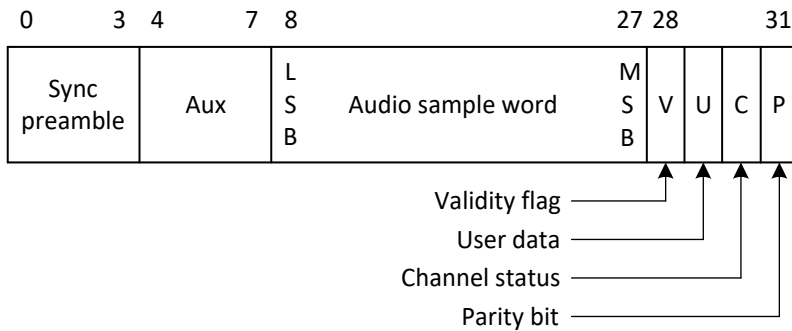 0 3 4 7 8 27 28 31
Sync
preamble
Aux
L
S
B
Audio sample word
M
S
B
V
U
C
P
Validity flag
User data
Channel status
Parity bit